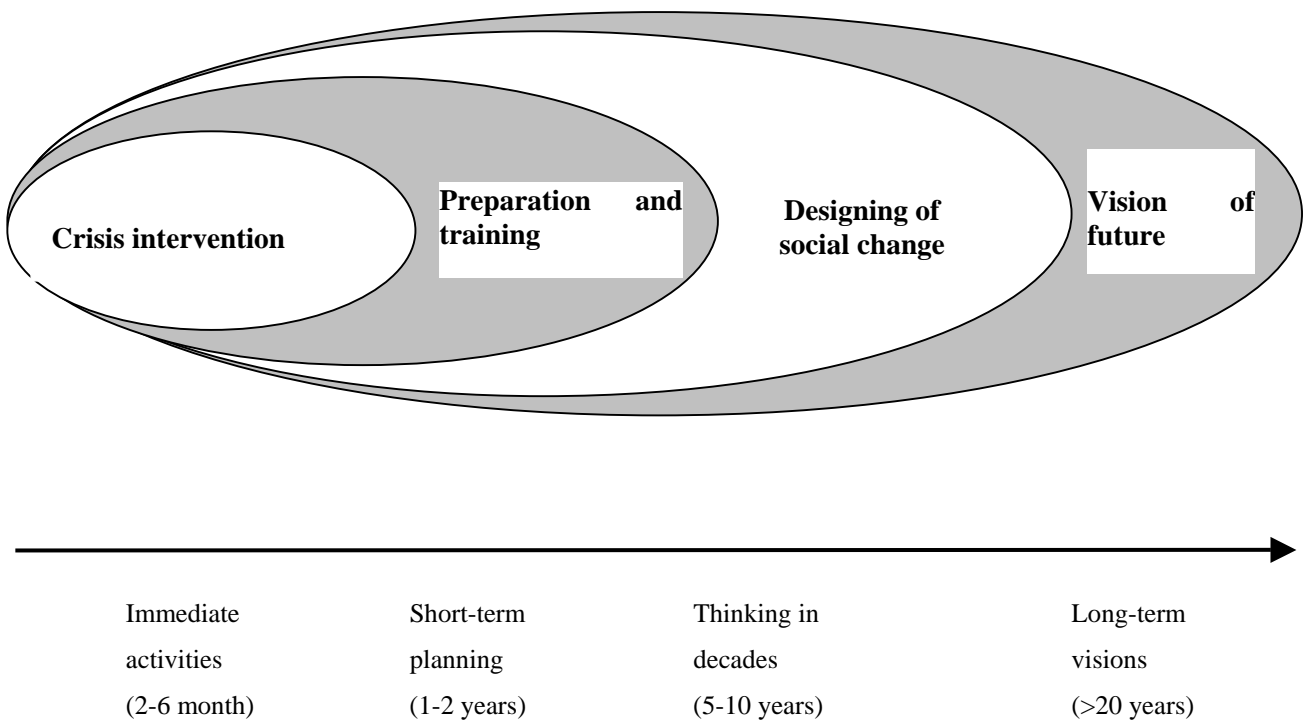 Crisis intervention
Preparation and
training
Designing of
social change
Vision of
future
Immediate
activities
(2-6 month)
Short-term
planning
(1-2 years)
Thinking in
decades
(5-10 years)
Long-term
visions
(>20 years)